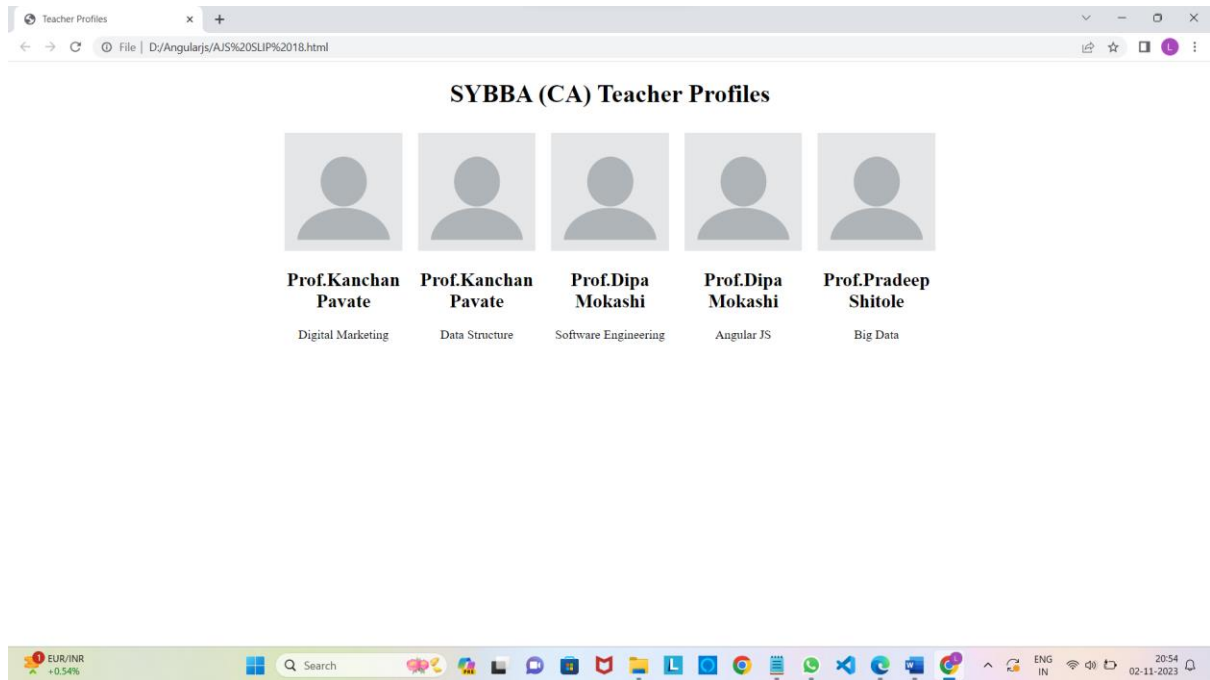 Teacher Profiles
File | D:/Angularjs/AJS%20SLIP%2018.html
L
SYBBA (CA) Teacher Profiles
Prof.Kanchan Pavate
Digital Marketing
Prof.Kanchan Pavate
Data Structure
Prof.Dipa Mokashi
Software Engineering
Prof.Dipa Mokashi
Angular JS
Prof.Pradeep Shitole
Big Data
1
EUR/INR
+0.54%
Search
L
ENG
IN
20:54
02-11-2023